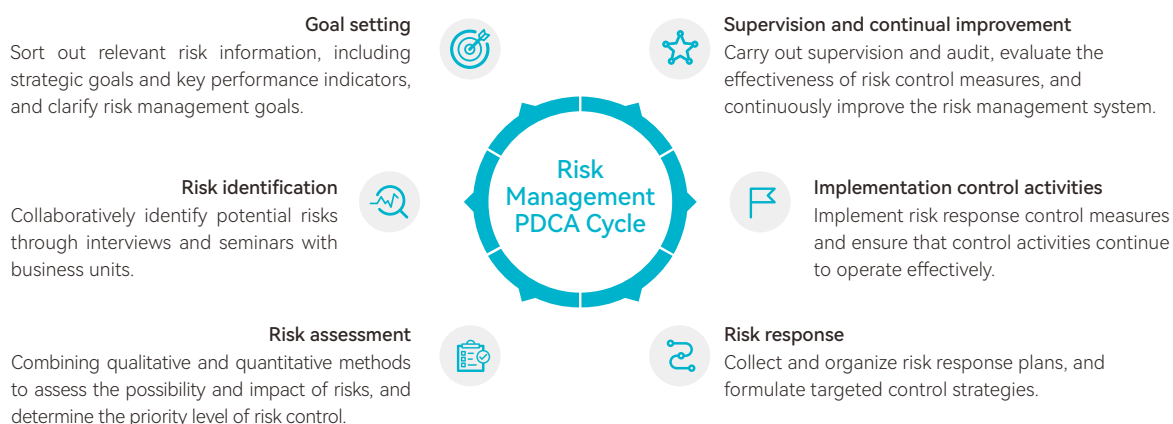 Goal setting
Sort out relevant risk information, including
strategic goals and key performance indicators,
and clarify risk management goals.
Risk identification
Collaboratively identify potential risks
through interviews and seminars with
business units.
Risk assessment
Combining qualitative and quantitative methods
to assess the possibility and impact of risks, and
determine the priority level of risk control.
Risk
Management
PDCA Cycle
Supervision and continual improvement
Carry out supervision and audit, evaluate the
effectiveness of risk control measures, and
continuously improve the risk management system.
Implementation control activities
Implement risk response control measures
and ensure that control activities continue
to operate effectively.
Risk response
Collect and organize risk response plans, and
formulate targeted control strategies.